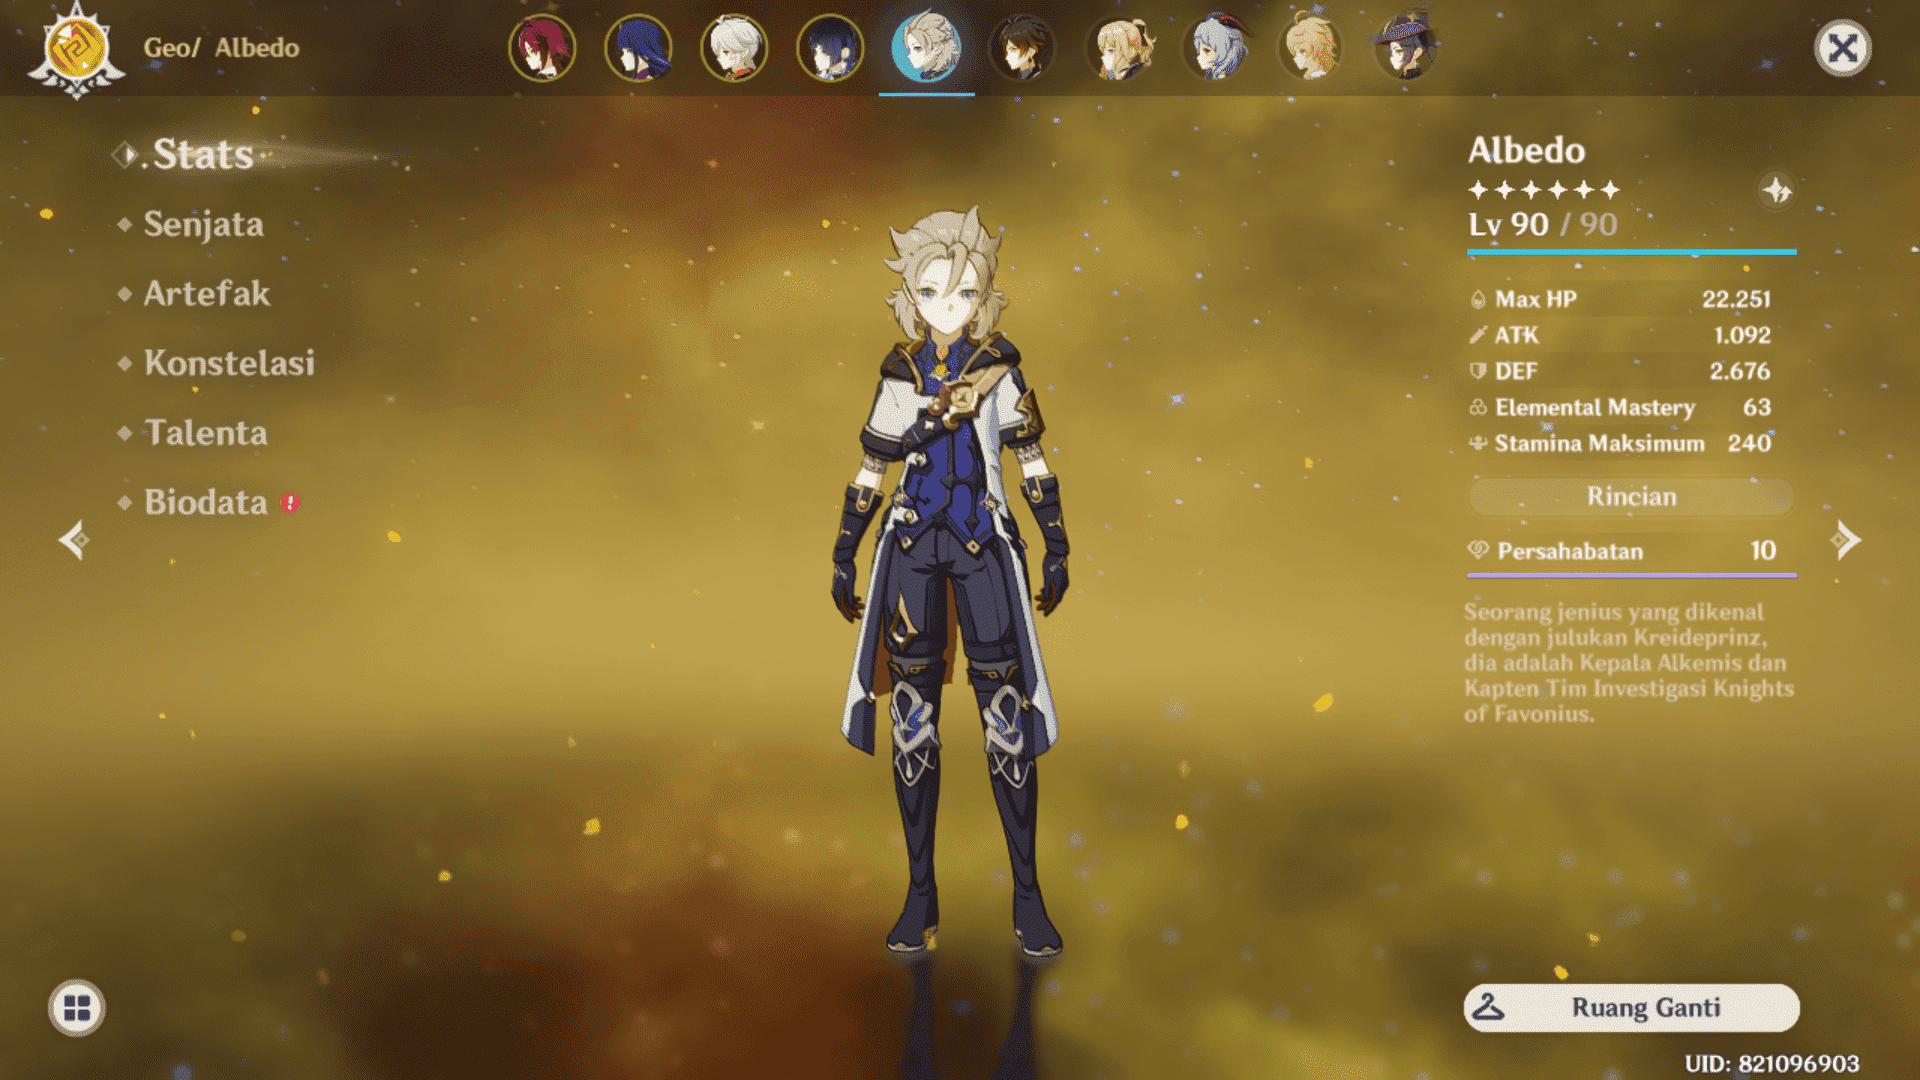 Geo/ Albedo
Stats
Senjata
Artefak
Konstelasi
Talenta
Biodata
Albedo
Lv 90 / 90
Max HP 22.251
ATK 1.092
DEF 2.676
Elemental Mastery 63
Stamina Maksimum 240
Rincian
Persahabatan 10
Seorang jenius yang dikenal
dengan julukan Kreideprinz,
dia adalah Kepala Alkemis dan
Kapten Tim Investigasi Knights
of Favonius.
Ruang Ganti
UID: 821096903